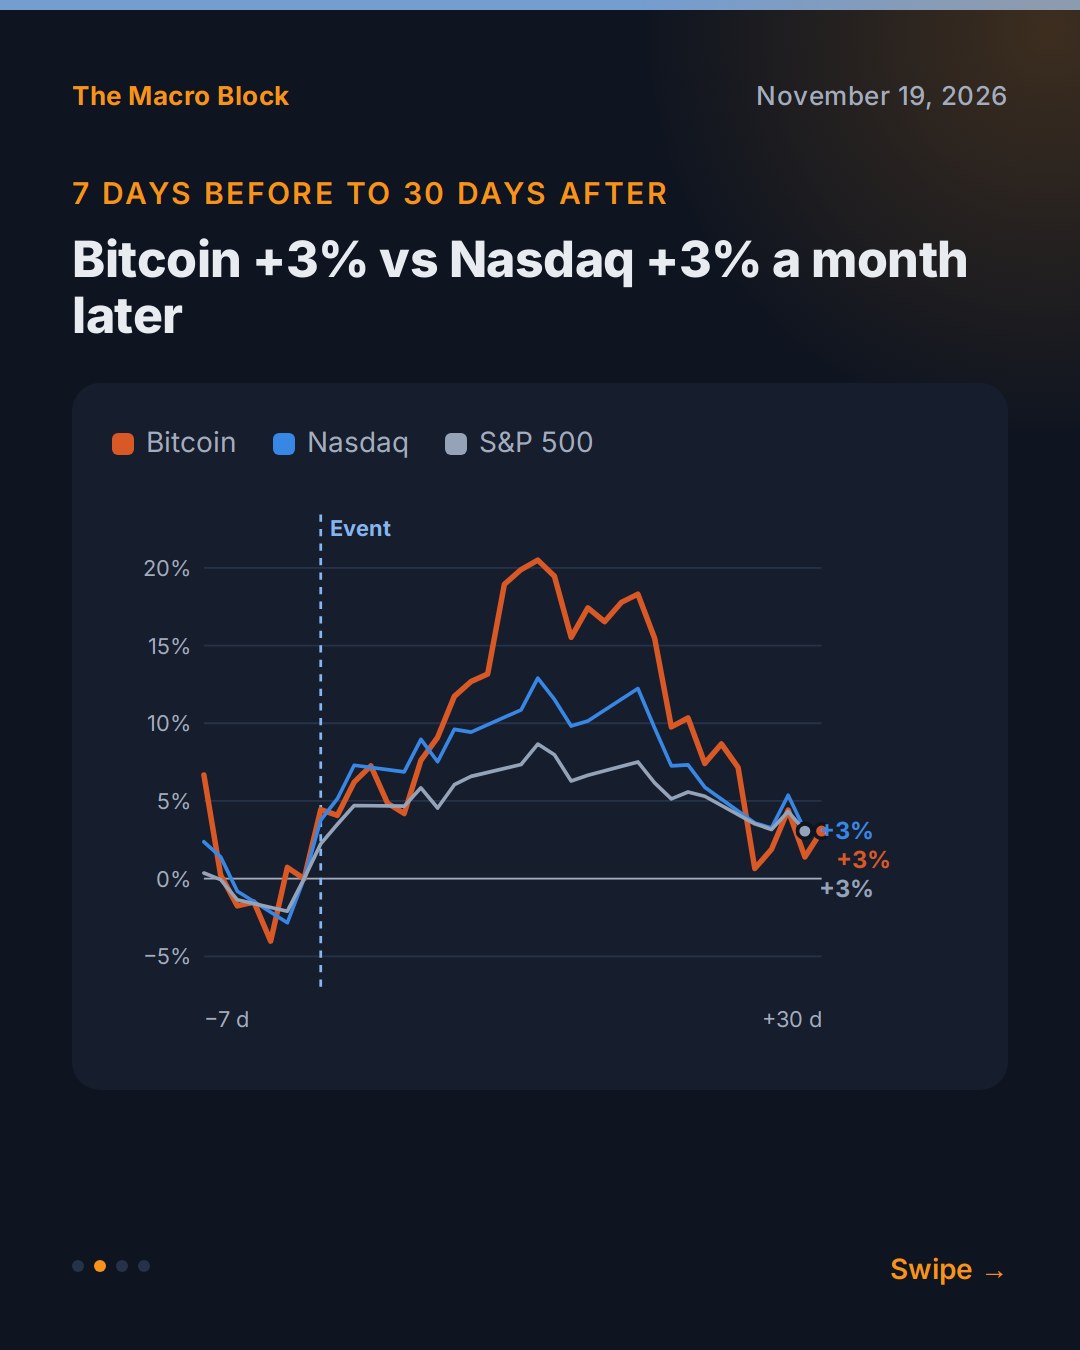 The Macro Block
November 19, 2026
7 DAYS BEFORE TO 30 DAYS AFTER
Bitcoin +3% vs Nasdaq +3% a month
later
Bitcoin
Nasdaq
S&P 500
Event
20%
15%
10%
5%
0%
−5%
+3%
+3%
+3%
−7 d
+30 d
Swipe →